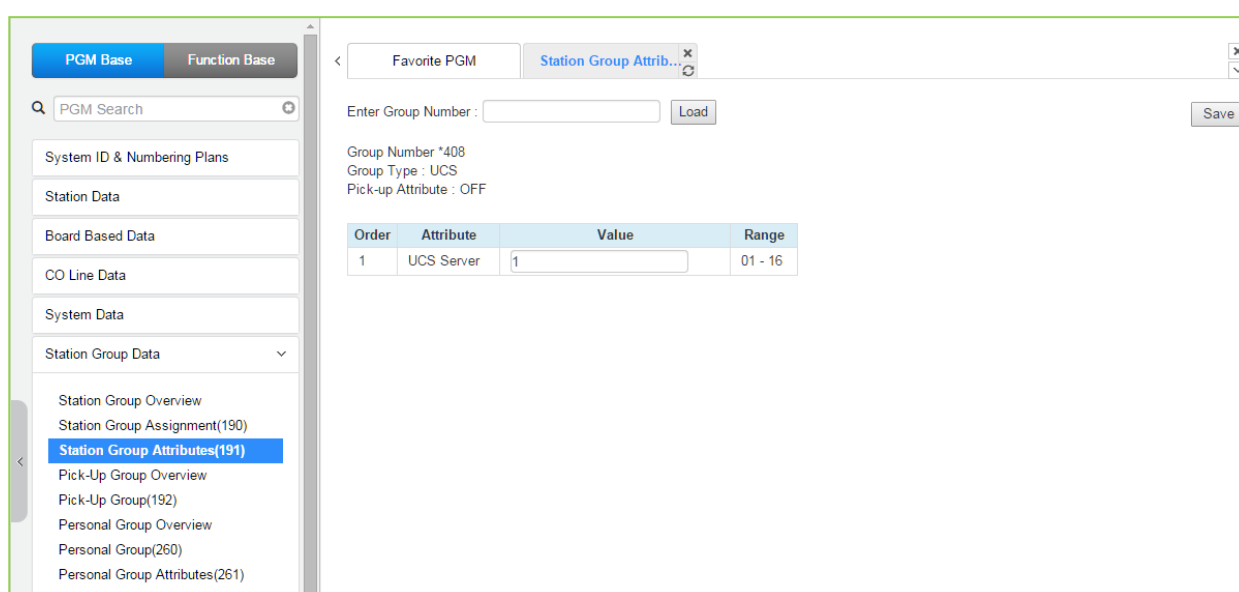 PGM Base Function Base
PGM Search
System ID & Numbering Plans
Station Data
Board Based Data
CO Line Data
System Data
Station Group Data
Station Group Overview
Station Group Assignment(190)
Station Group Attributes(191)
Pick-Up Group Overview
Pick-Up Group(192)
Personal Group Overview
Personal Group(260)
Personal Group Attributes(261)
Favorite PGM Station Group Attrib...
Enter Group Number : Load Save
Group Number *408
Group Type : UCS
Pick-up Attribute : OFF
Order Attribute Value Range
1 UCS Server 1 01 - 16